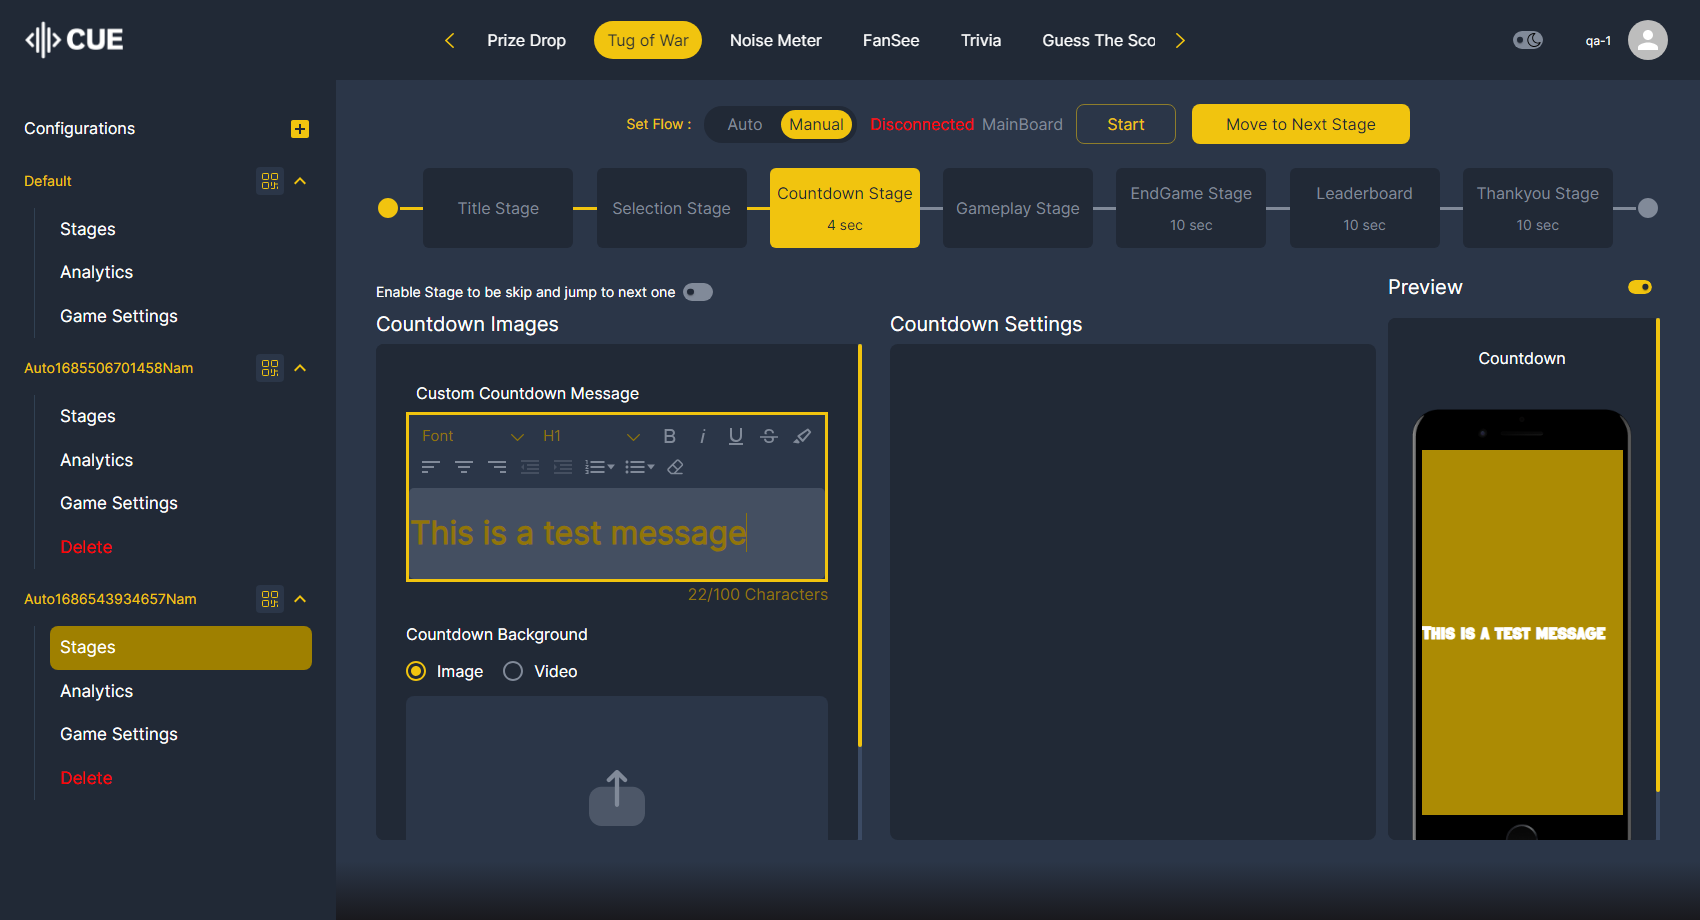 CUE
Prize Drop
Tug of War
Noise Meter
FanSee
Trivia
Guess The Sco
qa-1
Configurations
Default
Stages
Analytics
Game Settings
Auto1685506701458Nam
Stages
Analytics
Game Settings
Delete
Auto1686543934657Nam
Stages
Analytics
Game Settings
Delete
Set Flow :
Auto
Manual
Disconnected MainBoard
Start
Move to Next Stage
Title Stage
Selection Stage
Countdown Stage
4 sec
Gameplay Stage
EndGame Stage
10 sec
Leaderboard
10 sec
Thankyou Stage
10 sec
Enable Stage to be skip and jump to next one
Countdown Images
Custom Countdown Message
Font
H1
B
i
U
S
This is a test message
22/100 Characters
Countdown Background
Image
Video
Countdown Settings
Preview
Countdown
This is a test message